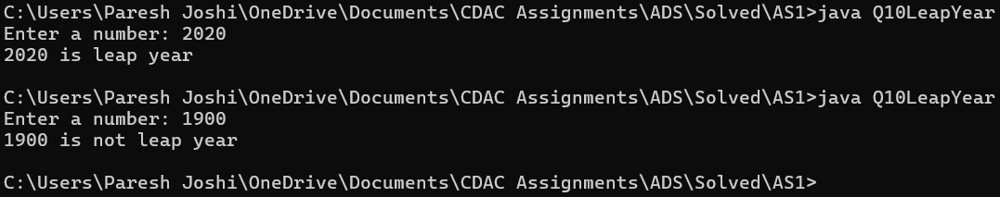 C:\Users\Paresh Joshi\OneDrive\Documents\CDAC Assignments\ADS\Solved\AS1>java Q10LeapYear
Enter a number: 2020
2020 is leap year
C:\Users\Paresh Joshi\OneDrive\Documents\CDAC Assignments\ADS\Solved\AS1>java Q10LeapYear
Enter a number: 1900
1900 is not leap year
C:\Users\Paresh Joshi\OneDrive\Documents\CDAC Assignments\ADS\Solved\AS1>